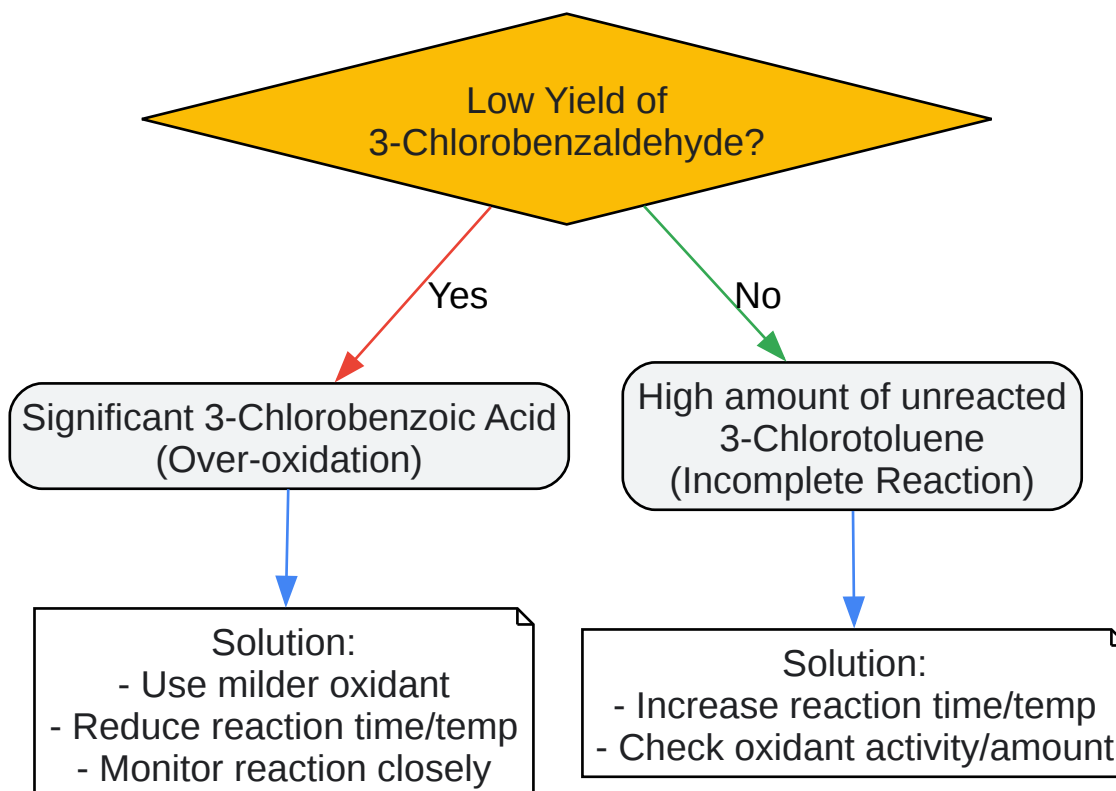 Low Yield of
3-Chlorobenzaldehyde?
Yes
No
Significant 3-Chlorobenzoic Acid
(Over-oxidation)
High amount of unreacted
3-Chlorotoluene
(Incomplete Reaction)
Solution:
- Use milder oxidant
- Reduce reaction time/temp
- Monitor reaction closely
Solution:
- Increase reaction time/temp
- Check oxidant activity/amount